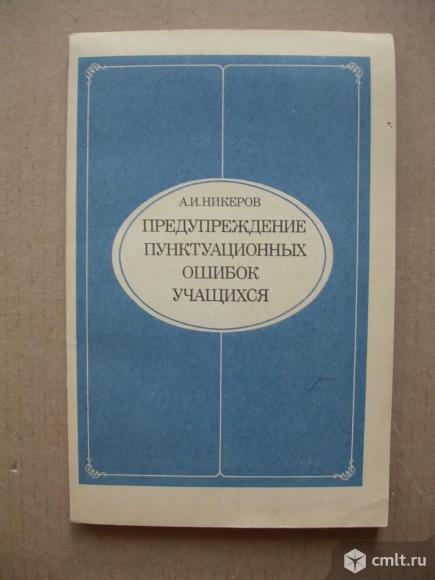 А.И.НИКЕРОВ
ПРЕДУПРЕЖДЕНИЕ
ПУНКТУАЦИОННЫХ
ОШИБОК
УЧАЩИХСЯ
cmlt.ru